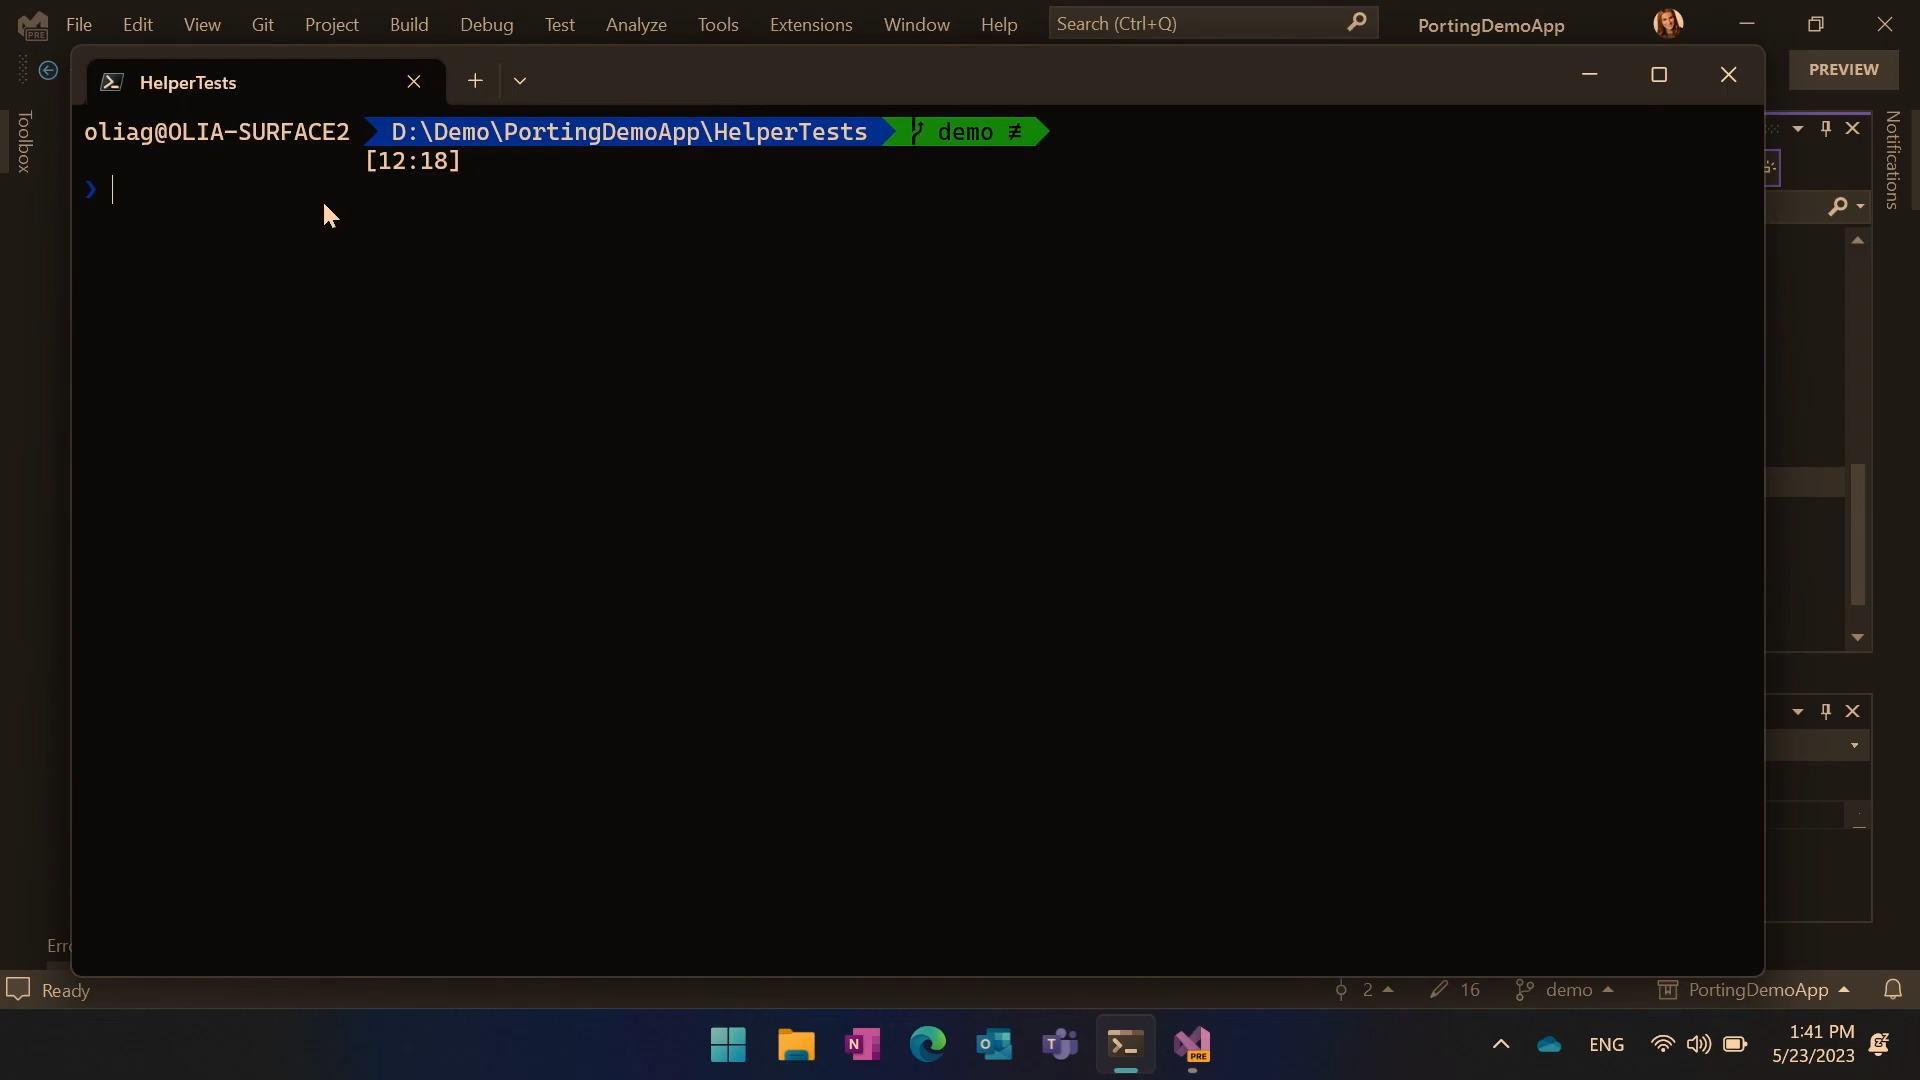 File Edit View Git Project Build Debug Test Analyze Tools Extensions Window Help Search (Ctrl+Q) PortingDemoApp
PRE
HelperTests
PREVIEW
Toolbox
Notifications
oliag@OLIA-SURFACE2 D:\Demo\PortingDemoApp\HelperTests demo ≢
[12:18]
❯
Ready 2 16 demo PortingDemoApp
N O T PRE
ENG
1:41 PM
5/23/2023